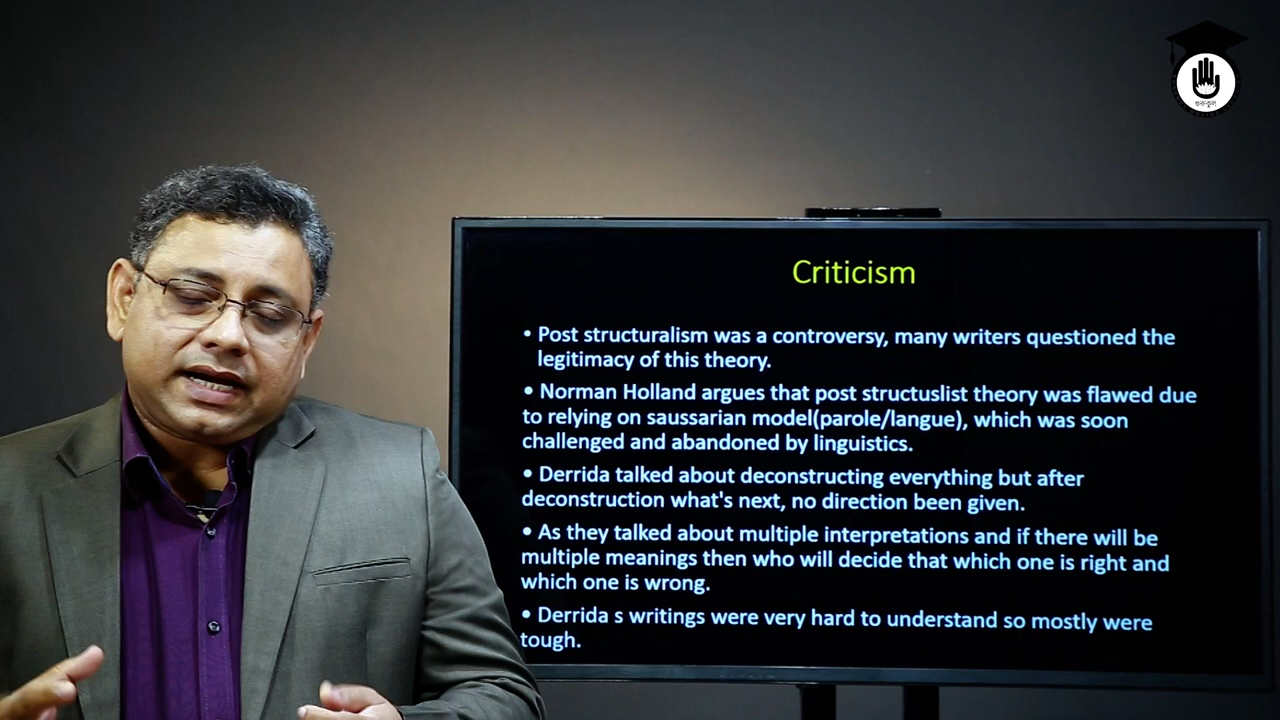 গুরুকুল
Criticism
• Post structuralism was a controversy, many writers questioned the
legitimacy of this theory.
• Norman Holland argues that post structuslist theory was flawed due
to relying on saussarian model(parole/langue), which was soon
challenged and abandoned by linguistics.
• Derrida talked about deconstructing everything but after
deconstruction what's next, no direction been given.
• As they talked about multiple interpretations and if there will be
multiple meanings then who will decide that which one is right and
which one is wrong.
• Derrida s writings were very hard to understand so mostly were
tough.